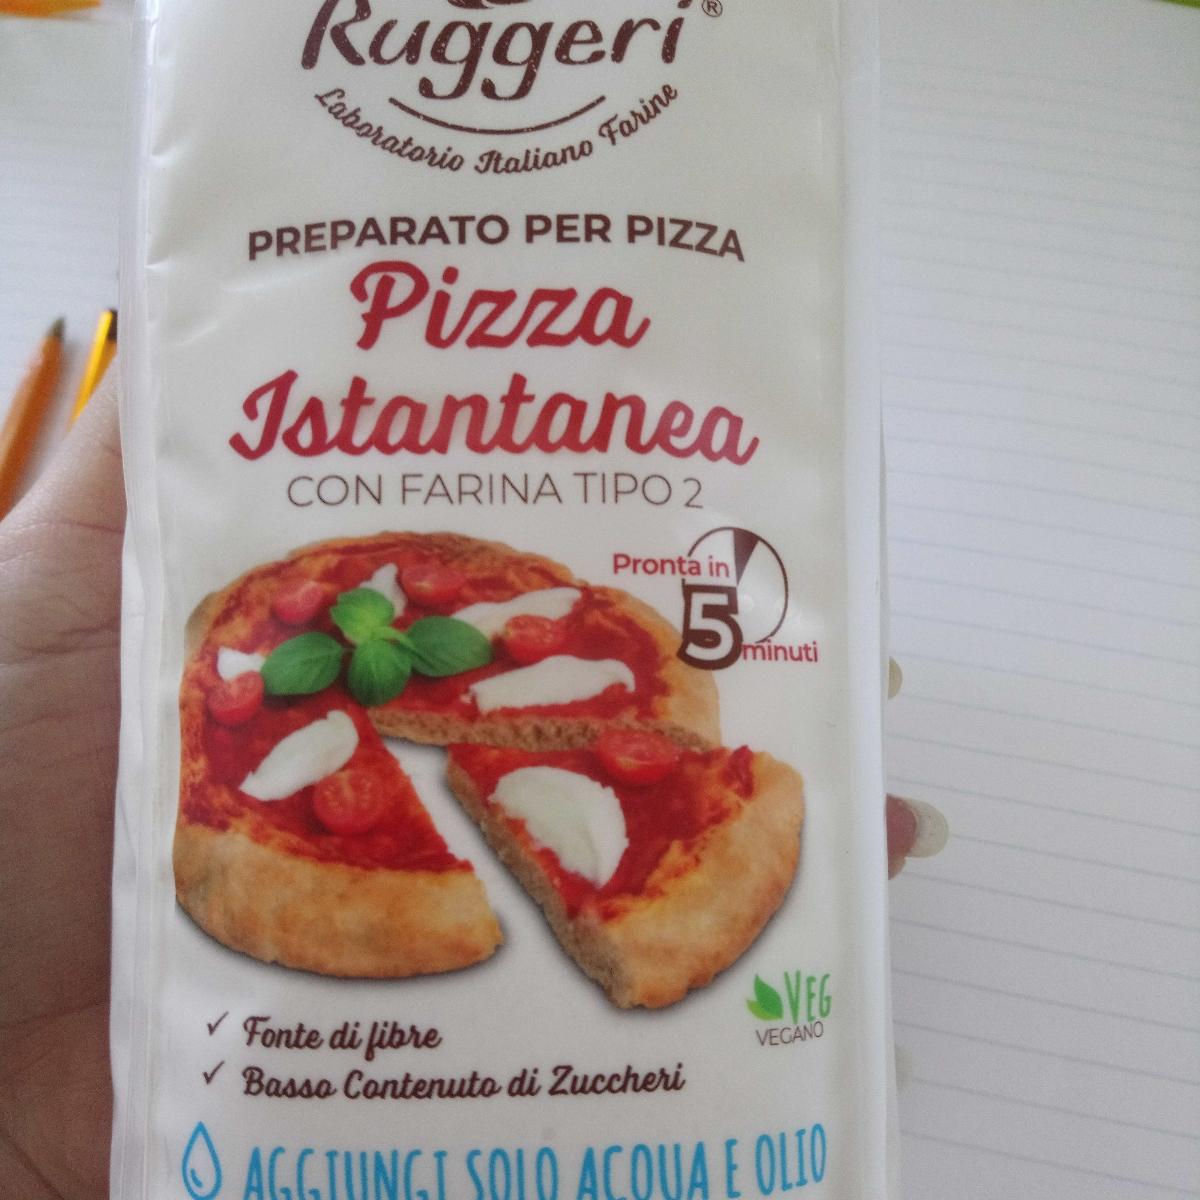 Ruggeri®
Laboratorio Italiano Farine
PREPARATO PER PIZZA
Pizza
Istantanea
CON FARINA TIPO 2
Pronta in
5
minuti
VEG
VEGANO
✓ Fonte di fibre
✓ Basso Contenuto di Zuccheri
AGGIUNGI SOLO ACQUA E OLIO